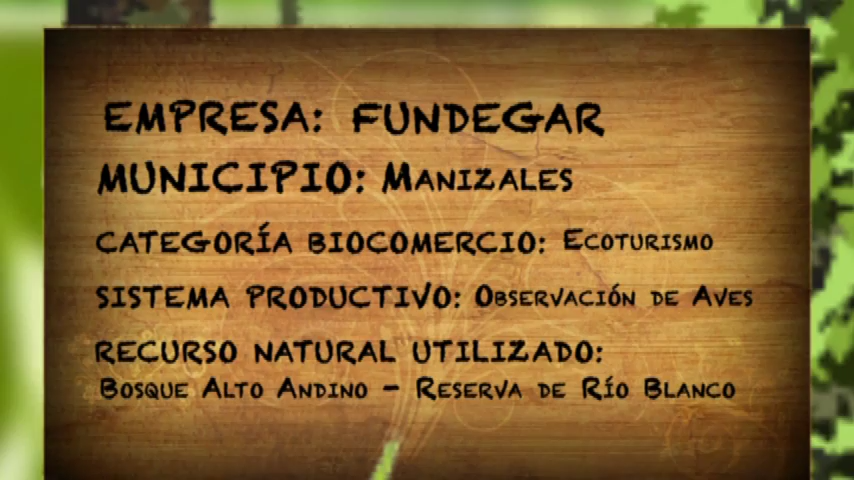 EMPRESA: FUNDEGAR
MUNICIPIO: MANIZALES
CATEGORÍA BIOCOMERCIO: ECOTURISMO
SISTEMA PRODUCTIVO: OBSERVACIÓN DE AVES
RECURSO NATURAL UTILIZADO:
BOSQUE ALTO ANDINO - RESERVA DE RÍO BLANCO